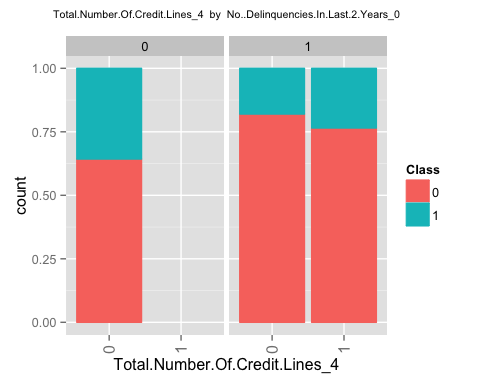 Total.Number.Of.Credit.Lines_4 by No..Delinquencies.In.Last.2.Years_0
0 1
1.00
0.75
0.50
0.25
0.00
count
0 1 0 1
Total.Number.Of.Credit.Lines_4
Class
0
1